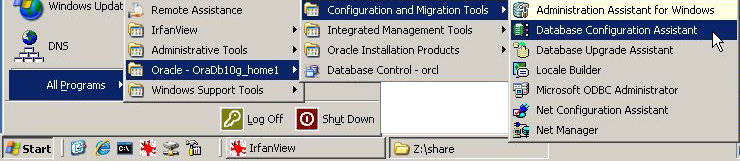 Windows Updat
DNS
All Programs
Remote Assistance
IrfanView
Administrative Tools
Oracle - OraDb10g_home1
Windows Support Tools
Configuration and Migration Tools
Integrated Management Tools
Oracle Installation Products
Database Control - orcl
Administration Assistant for Windows
Database Configuration Assistant
Database Upgrade Assistant
Locale Builder
Microsoft ODBC Administrator
Net Configuration Assistant
Net Manager
Log Off
Shut Down
Start
IrfanView
Z:\share